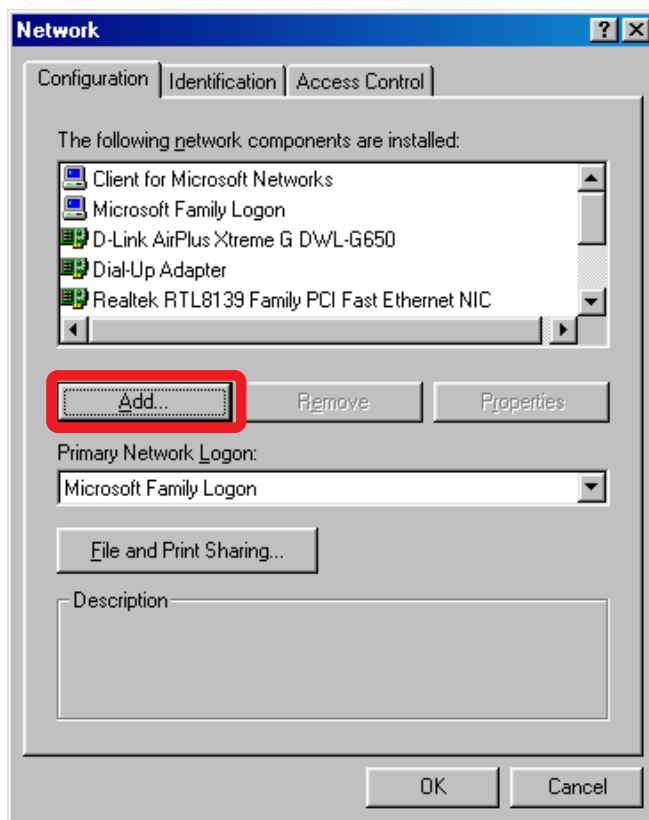 Network
Configuration Identification Access Control
The following network components are installed:
Client for Microsoft Networks
Microsoft Family Logon
D-Link AirPlus Xtreme G DWL-G650
Dial-Up Adapter
Realtek RTL8139 Family PCI Fast Ethernet NIC
Add... Remove Properties
Primary Network Logon:
Microsoft Family Logon
File and Print Sharing...
Description
OK Cancel